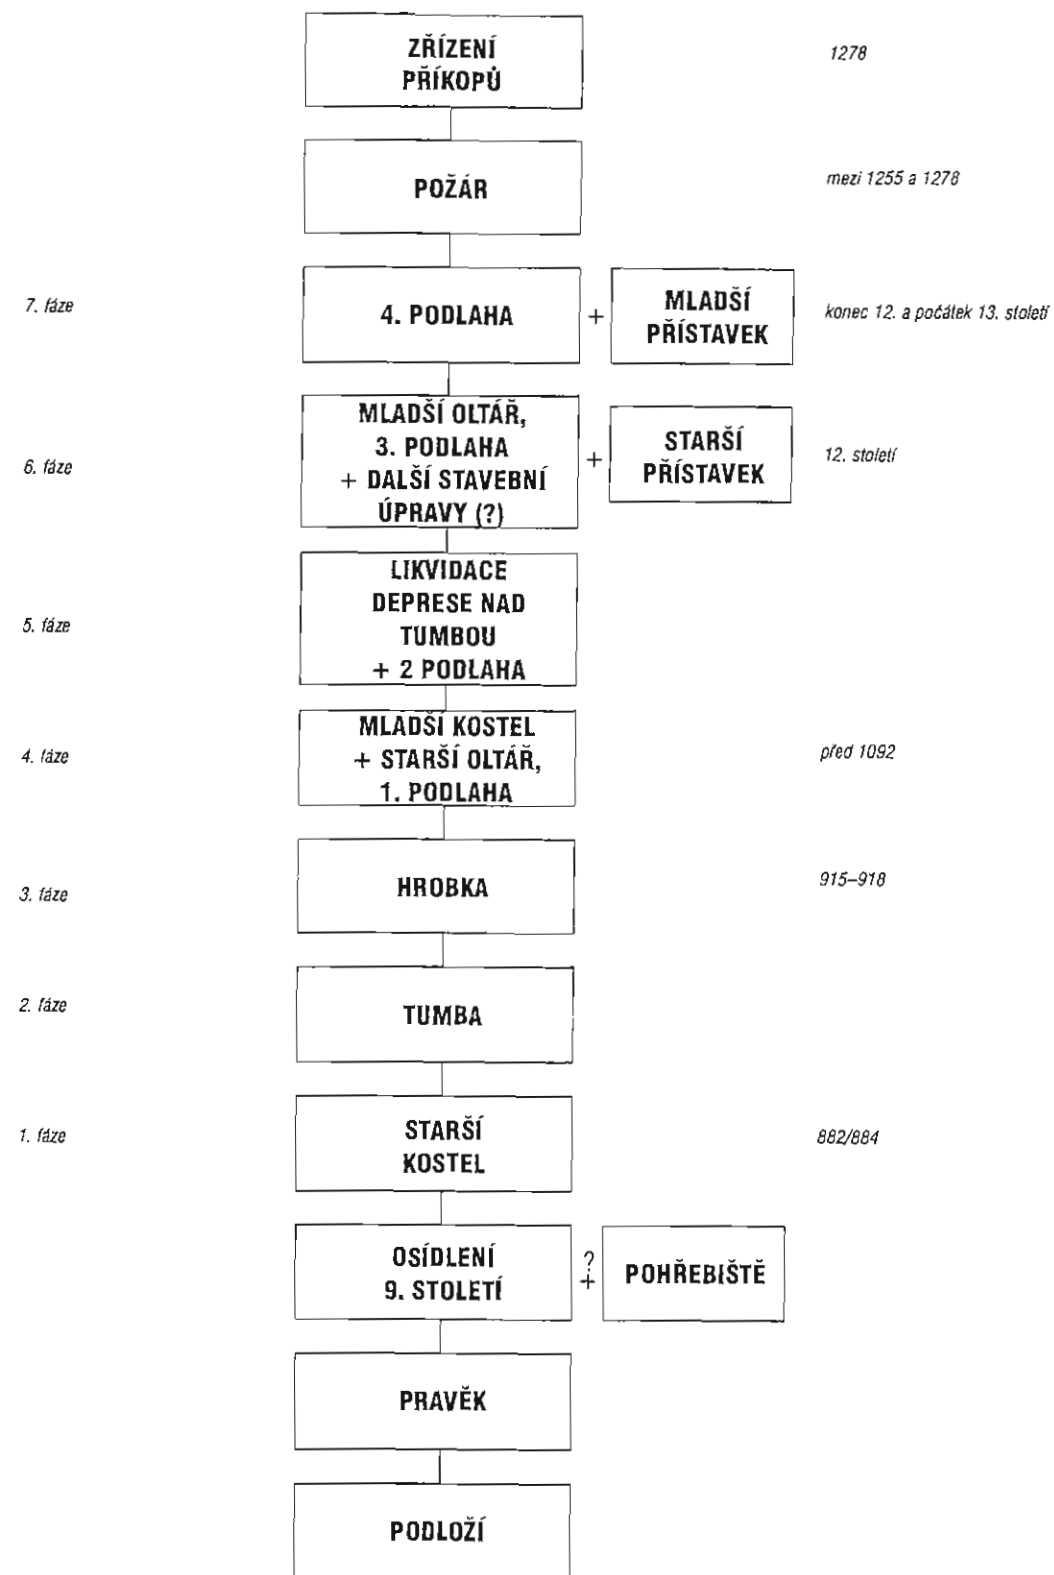 ZŘÍZENÍ
PŘÍKOPŮ
1278
POŽÁR
mezi 1255 a 1278
7. fáze
4. PODLAHA
+
MLADŠÍ
PŘÍSTAVEK
konec 12. a počátek 13. století
6. fáze
MLADŠÍ OLTÁŘ,
3. PODLAHA
+ DALŠÍ STAVEBNÍ
ÚPRAVY (?)
+
STARŠÍ
PŘÍSTAVEK
12. století
5. fáze
LIKVIDACE
DEPRESE NAD
TUMBOU
+ 2 PODLAHA
4. fáze
MLADŠÍ KOSTEL
+ STARŠÍ OLTÁŘ,
1. PODLAHA
před 1092
3. fáze
HROBKA
915–918
2. fáze
TUMBA
1. fáze
STARŠÍ
KOSTEL
882/884
OSÍDLENÍ
9. STOLETÍ
?
+
POHŘEBIŠTĚ
PRAVĚK
PODLOŽÍ